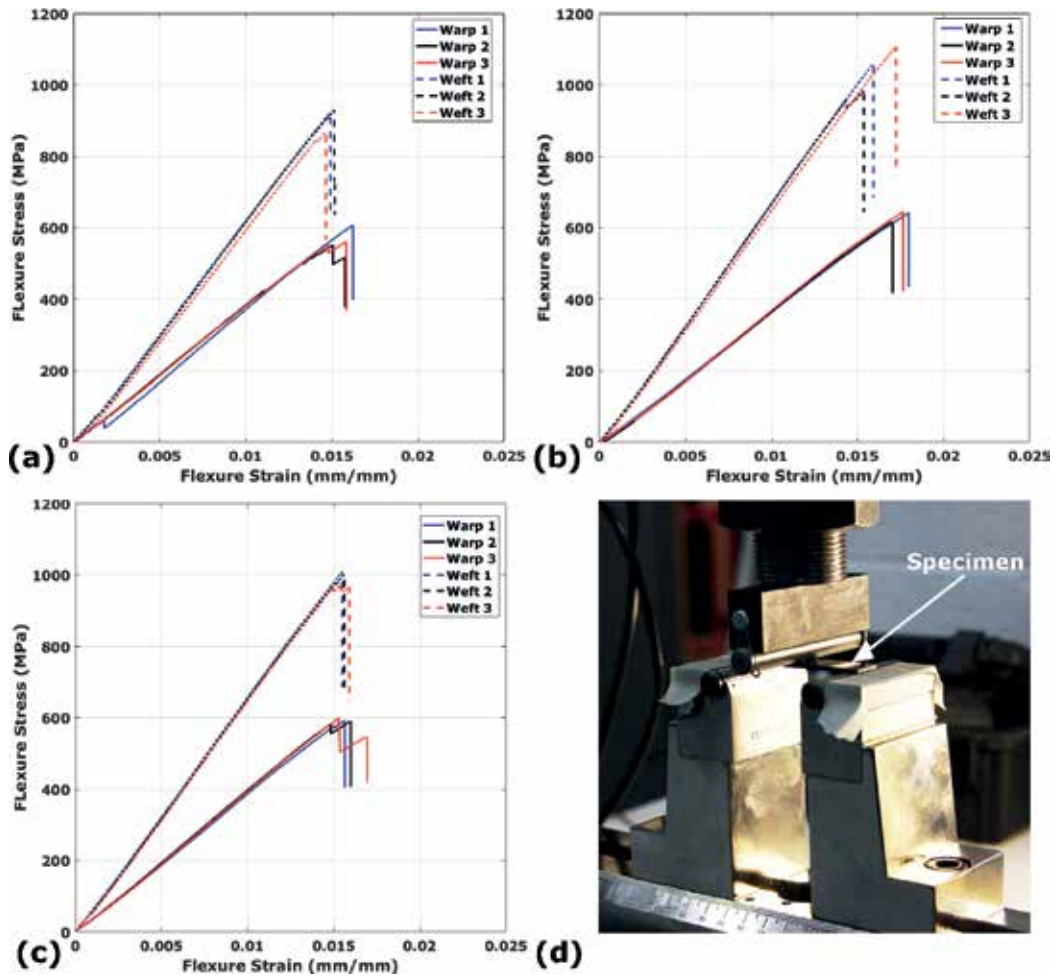 1200
1000
800
600
400
200
0
FLexure Stress (MPa)
Warp 1
Warp 2
Warp 3
Weft 1
Weft 2
Weft 3
0 0.005 0.01 0.015 0.02 0.025
(a) Flexure Strain (mm/mm)
1200
1000
800
600
400
200
0
FLexure Stress (MPa)
Warp 1
Warp 2
Warp 3
Weft 1
Weft 2
Weft 3
0 0.005 0.01 0.015 0.02 0.025
(b) Flexure Strain (mm/mm)
1200
1000
800
600
400
200
0
FLexure Stress (MPa)
Warp 1
Warp 2
Warp 3
Weft 1
Weft 2
Weft 3
0 0.005 0.01 0.015 0.02 0.025
(c) Flexure Strain (mm/mm)
Specimen
(d)